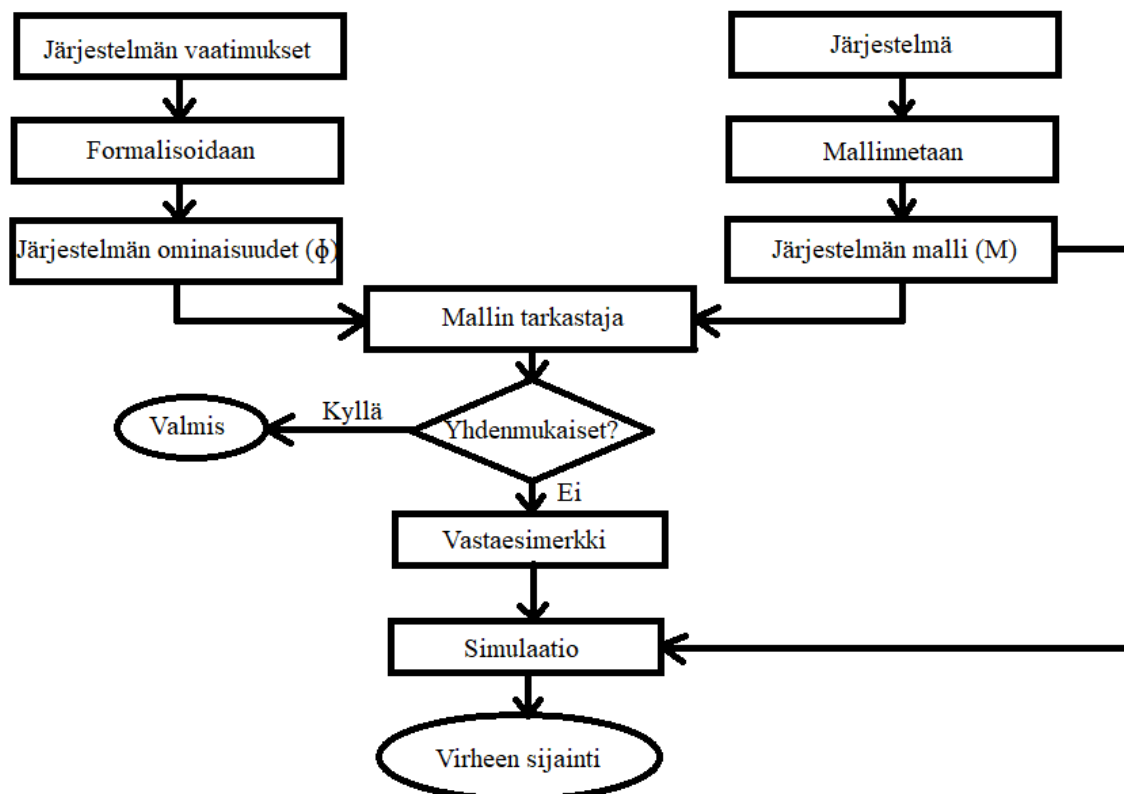 Järjestelmän vaatimukset
Järjestelmä
Formalisoidaan
Mallinnetaan
Järjestelmän ominaisuudet (ϕ)
Järjestelmän malli (M)
Mallin tarkastaja
Kyllä
Valmis
Yhdenmukaiset?
Ei
Vastaesimerkki
Simulaatio
Virheen sijainti